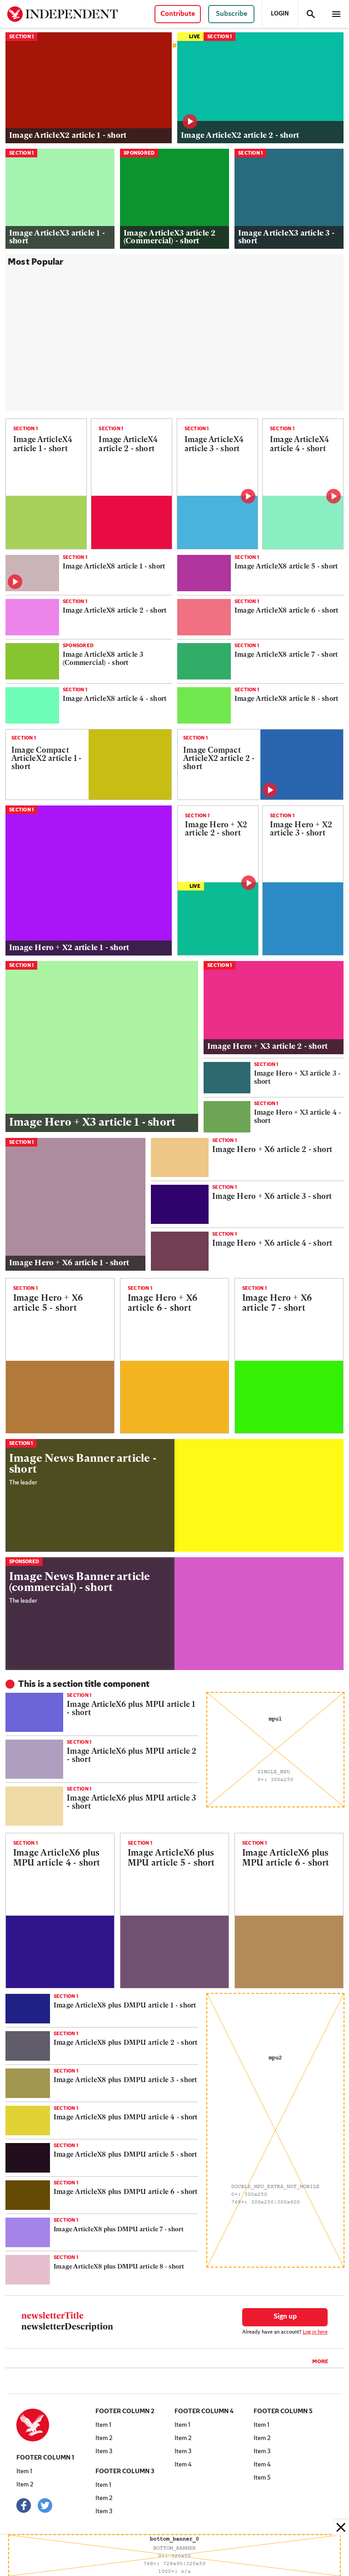 INDEPENDENT
Contribute
Subscribe
LOGIN
SECTION 1
Image ArticleX2 article 1 - short
LIVE
SECTION 1
Image ArticleX2 article 2 - short
SECTION 1
Image ArticleX3 article 1 -
short
SPONSORED
Image ArticleX3 article 2
(Commercial) - short
SECTION 1
Image ArticleX3 article 3 -
short
Most Popular
SECTION 1
Image ArticleX4
article 1 - short
SECTION 1
Image ArticleX4
article 2 - short
SECTION 1
Image ArticleX4
article 3 - short
SECTION 1
Image ArticleX4
article 4 - short
SECTION 1
Image ArticleX8 article 1 - short
SECTION 1
Image ArticleX8 article 2 - short
SPONSORED
Image ArticleX8 article 3
(Commercial) - short
SECTION 1
Image ArticleX8 article 4 - short
SECTION 1
Image ArticleX8 article 5 - short
SECTION 1
Image ArticleX8 article 6 - short
SECTION 1
Image ArticleX8 article 7 - short
SECTION 1
Image ArticleX8 article 8 - short
SECTION 1
Image Compact
ArticleX2 article 1 -
short
SECTION 1
Image Compact
ArticleX2 article 2 -
short
SECTION 1
Image Hero + X2 article 1 - short
SECTION 1
Image Hero + X2
article 2 - short
LIVE
SECTION 1
Image Hero + X2
article 3 - short
SECTION 1
Image Hero + X3 article 1 - short
SECTION 1
Image Hero + X3 article 2 - short
SECTION 1
Image Hero + X3 article 3 -
short
SECTION 1
Image Hero + X3 article 4 -
short
SECTION 1
Image Hero + X6 article 1 - short
SECTION 1
Image Hero + X6 article 2 - short
SECTION 1
Image Hero + X6 article 3 - short
SECTION 1
Image Hero + X6 article 4 - short
SECTION 1
Image Hero + X6
article 5 - short
SECTION 1
Image Hero + X6
article 6 - short
SECTION 1
Image Hero + X6
article 7 - short
SECTION 1
Image News Banner article -
short
The leader
SPONSORED
Image News Banner article
(commercial) - short
The leader
This is a section title component
SECTION 1
Image ArticleX6 plus MPU article 1
- short
SECTION 1
Image ArticleX6 plus MPU article 2
- short
SECTION 1
Image ArticleX6 plus MPU article 3
- short
mpu1
SINGLE_MPU
0+: 300x250
SECTION 1
Image ArticleX6 plus
MPU article 4 - short
SECTION 1
Image ArticleX6 plus
MPU article 5 - short
SECTION 1
Image ArticleX6 plus
MPU article 6 - short
SECTION 1
Image ArticleX8 plus DMPU article 1 - short
SECTION 1
Image ArticleX8 plus DMPU article 2 - short
SECTION 1
Image ArticleX8 plus DMPU article 3 - short
SECTION 1
Image ArticleX8 plus DMPU article 4 - short
SECTION 1
Image ArticleX8 plus DMPU article 5 - short
SECTION 1
Image ArticleX8 plus DMPU article 6 - short
SECTION 1
Image ArticleX8 plus DMPU article 7 - short
SECTION 1
Image ArticleX8 plus DMPU article 8 - short
mpu2
DOUBLE_MPU_EXTRA_NOT_MOBILE
0+: 300x250
768+: 300x250|300x600
newsletterTitle
newsletterDescription
Sign up
Already have an account? Log in here
MORE
FOOTER COLUMN 1
Item 1
Item 2
FOOTER COLUMN 2
Item 1
Item 2
Item 3
FOOTER COLUMN 3
Item 1
Item 2
Item 3
FOOTER COLUMN 4
Item 1
Item 2
Item 3
Item 4
FOOTER COLUMN 5
Item 1
Item 2
Item 3
Item 4
Item 5
bottom_banner_0
BOTTOM_BANNER
0+: 320x50
768+: 728x90|320x50
1000+: n/a